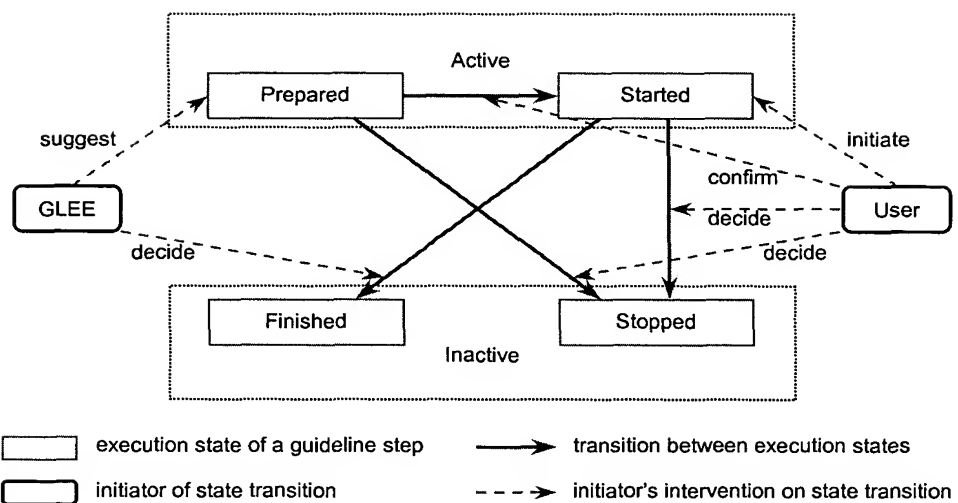 Active
Prepared
Started
suggest
initiate
GLEE
confirm
User
decide
decide
decide
Finished
Stopped
Inactive
execution state of a guideline step
transition between execution states
initiator of state transition
initiator's intervention on state transition